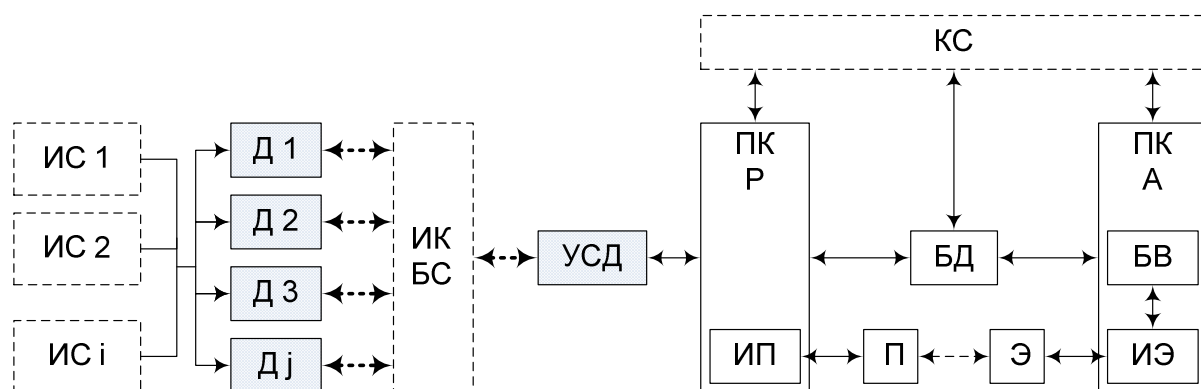 КС
ИС 1
ИС 2
ИС i
Д 1
Д 2
Д 3
Д j
ИК
БС
УСД
ПК
Р
ИП
БД
П
Э
ПК
А
БВ
ИЭ